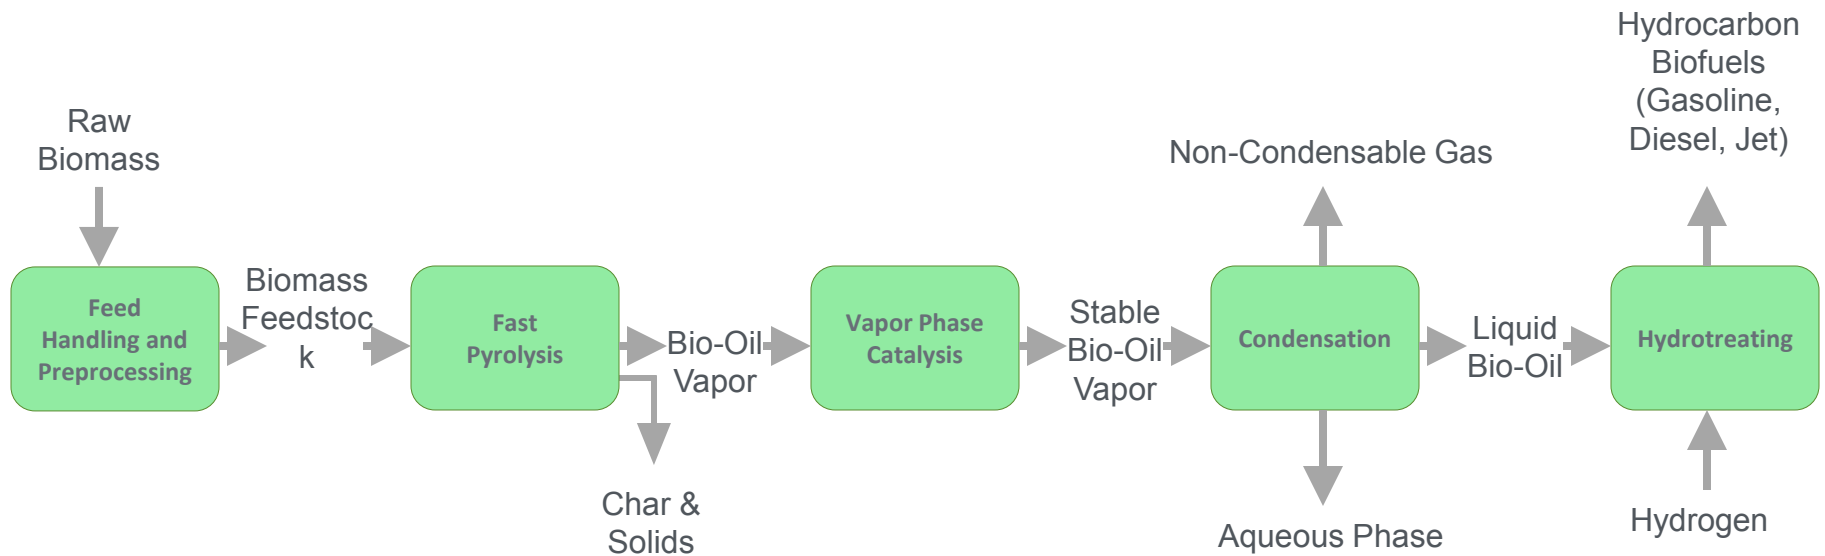 Raw
Biomass
Feed
Handling and
Preprocessing
Biomass
Feedstoc
k
Fast
Pyrolysis
Char &
Solids
Bio-Oil
Vapor
Vapor Phase
Catalysis
Stable
Bio-Oil
Vapor
Non-Condensable Gas
Condensation
Aqueous Phase
Liquid
Bio-Oil
Hydrocarbon
Biofuels
(Gasoline,
Diesel, Jet)
Hydrotreating
Hydrogen